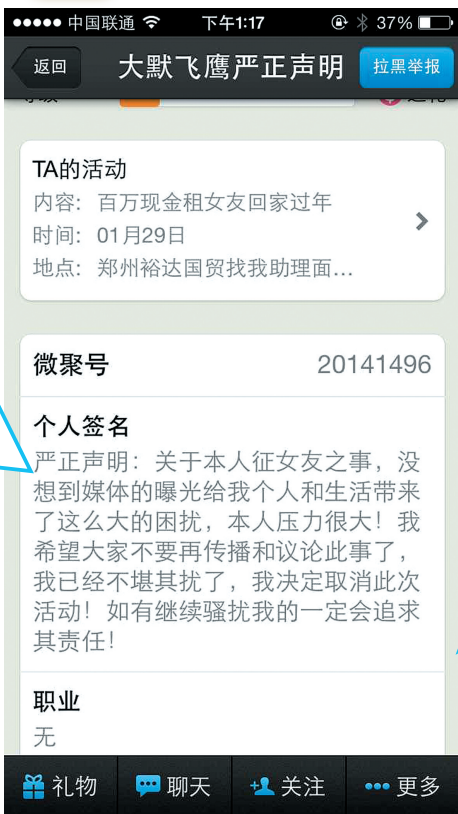 中国联通 下午1:17 37%
返回 大默飞鹰严正声明 拉黑举报
TA的活动
内容: 百万现金租女友回家过年
时间: 01月29日
地点: 郑州裕达国贸找我助理面...
微聚号 20141496
个人签名
严正声明: 关于本人征女友之事, 没
想到媒体的曝光给我个人和生活带来
了这么大的困扰, 本人压力很大! 我
希望大家不要再传播和议论此事了,
我已经不堪其扰了, 我决定取消此次
活动! 如有继续骚扰我的一定会追求
其责任!
职业
无
礼物 聊天 关注 更多